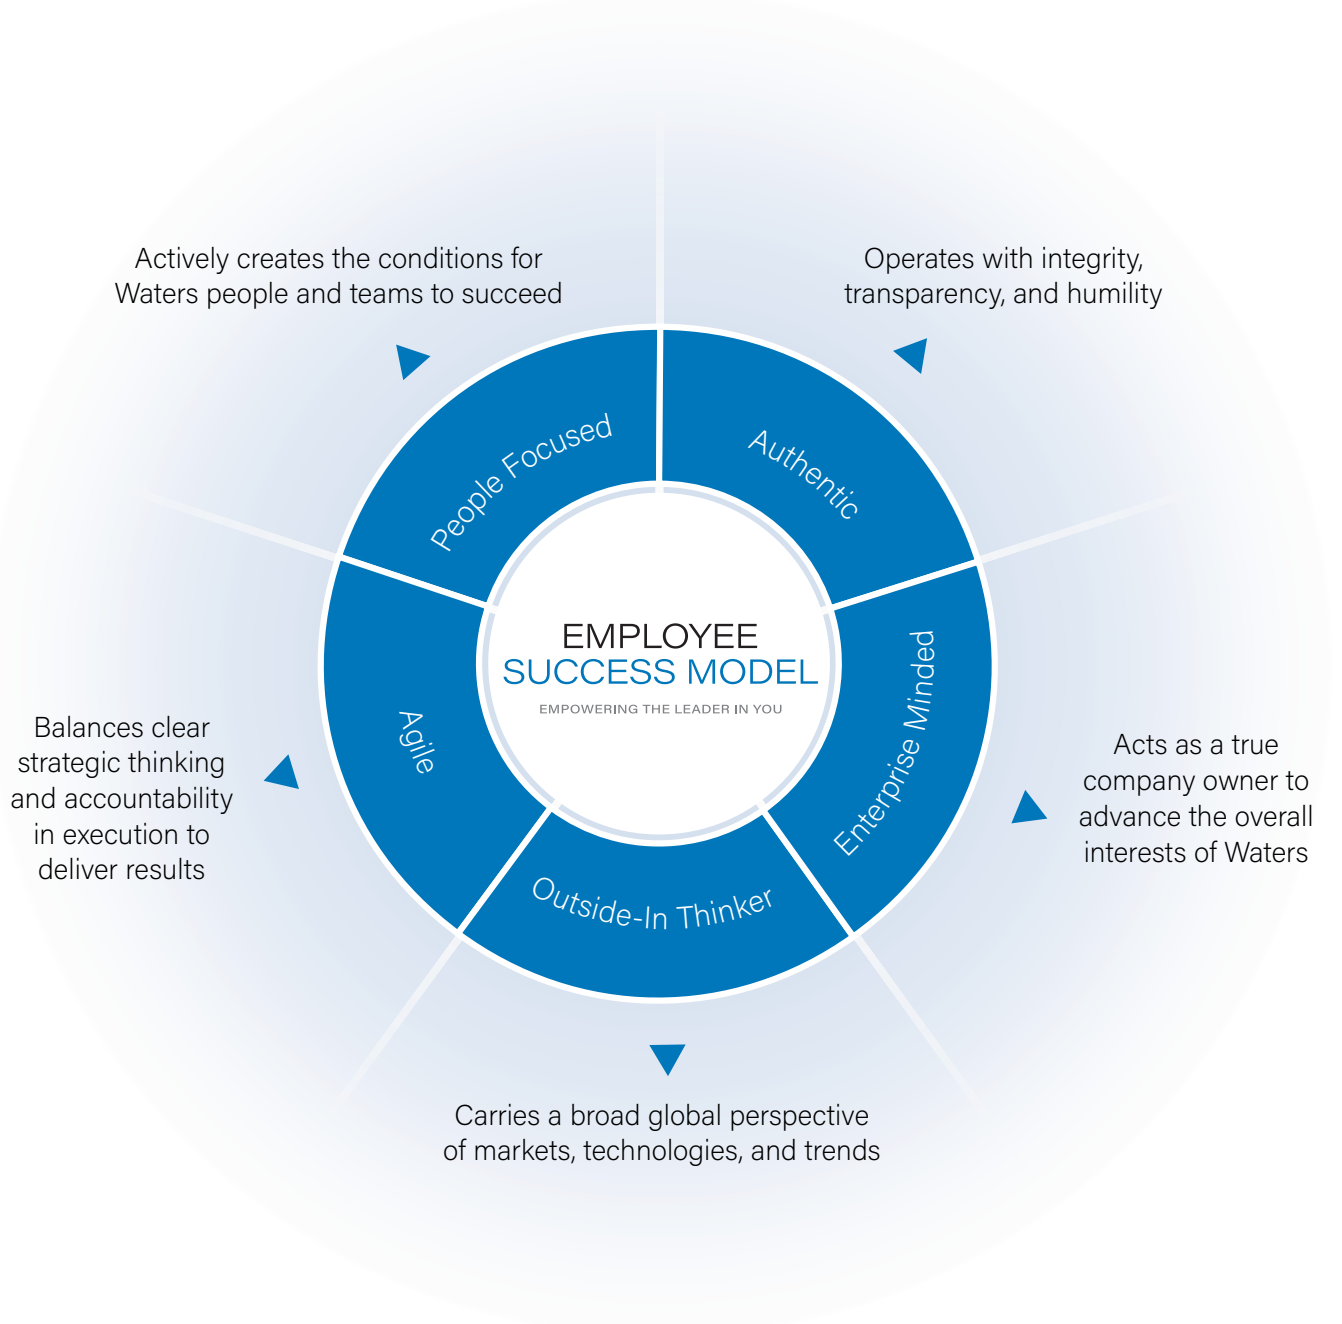 Actively creates the conditions for
Waters people and teams to succeed
Operates with integrity,
transparency, and humility
People Focused
Authentic
EMPLOYEE
SUCCESS MODEL
EMPOWERING THE LEADER IN YOU
Enterprise Minded
Agile
Outside-In Thinker
Balances clear
strategic thinking
and accountability
in execution to
deliver results
Acts as a true
company owner to
advance the overall
interests of Waters
Carries a broad global perspective
of markets, technologies, and trends